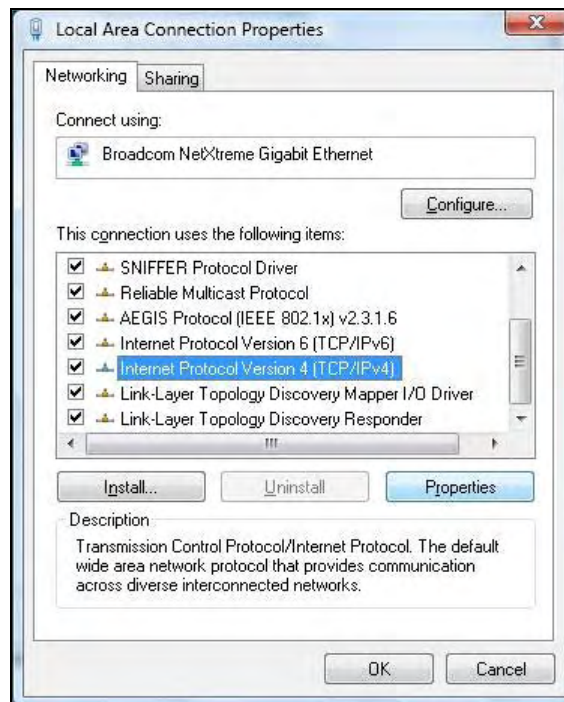 Local Area Connection Properties
Networking
Sharing
Connect using:
Broadcom NetXtreme Gigabit Ethernet
Configure...
This connection uses the following items:
SNIFFER Protocol Driver
Reliable Multicast Protocol
AEGIS Protocol (IEEE 802.1x) v2.3.1.6
Internet Protocol Version 6 (TCP/IPv6)
Internet Protocol Version 4 (TCP/IPv4)
Link-Layer Topology Discovery Mapper I/O Driver
Link-Layer Topology Discovery Responder
Install...
Uninstall
Properties
Description
Transmission Control Protocol/Internet Protocol. The default
wide area network protocol that provides communication
across diverse interconnected networks.
OK
Cancel